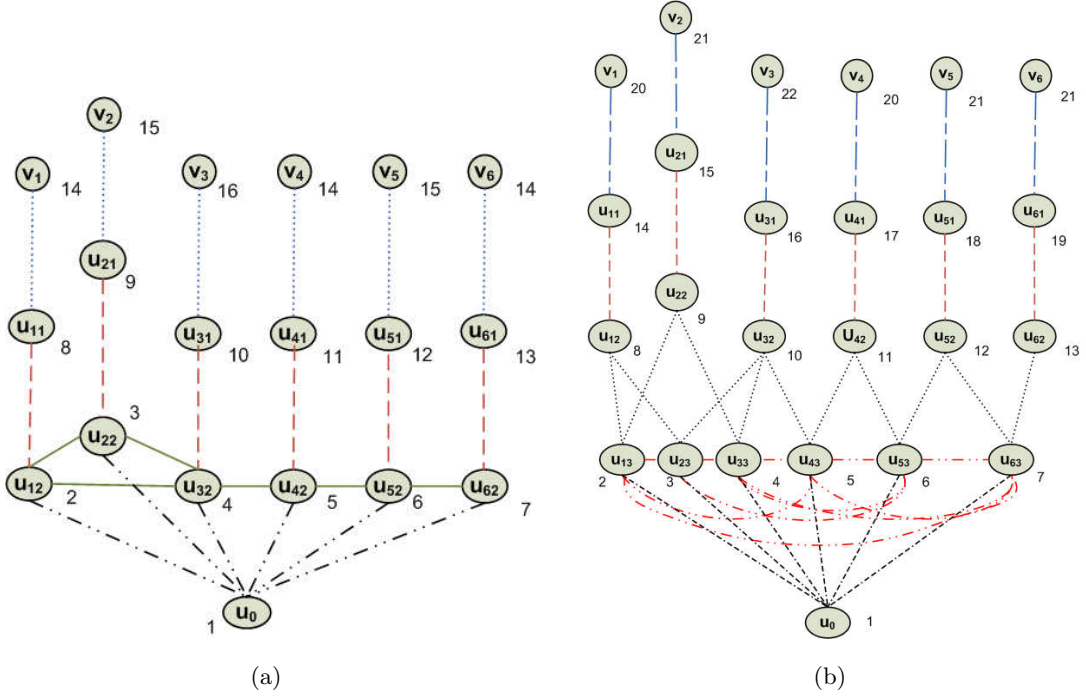 v2
21
v2
15
v1
20
v3
22
v4
20
v5
21
v6
21
v1
14
v3
16
v4
14
v5
15
v6
14
u21
15
u21
9
u11
14
u31
16
u41
17
u51
18
u61
19
u11
8
u31
10
u41
11
u51
12
u61
13
u22
9
u12
8
u32
10
U42
11
u52
12
u62
13
3
u22
u12
2
u32
4
u42
5
u52
6
u62
7
u13
2
u23
3
u33
4
u43
5
u53
6
u63
7
u0
1
u0
1
(a)
(b)